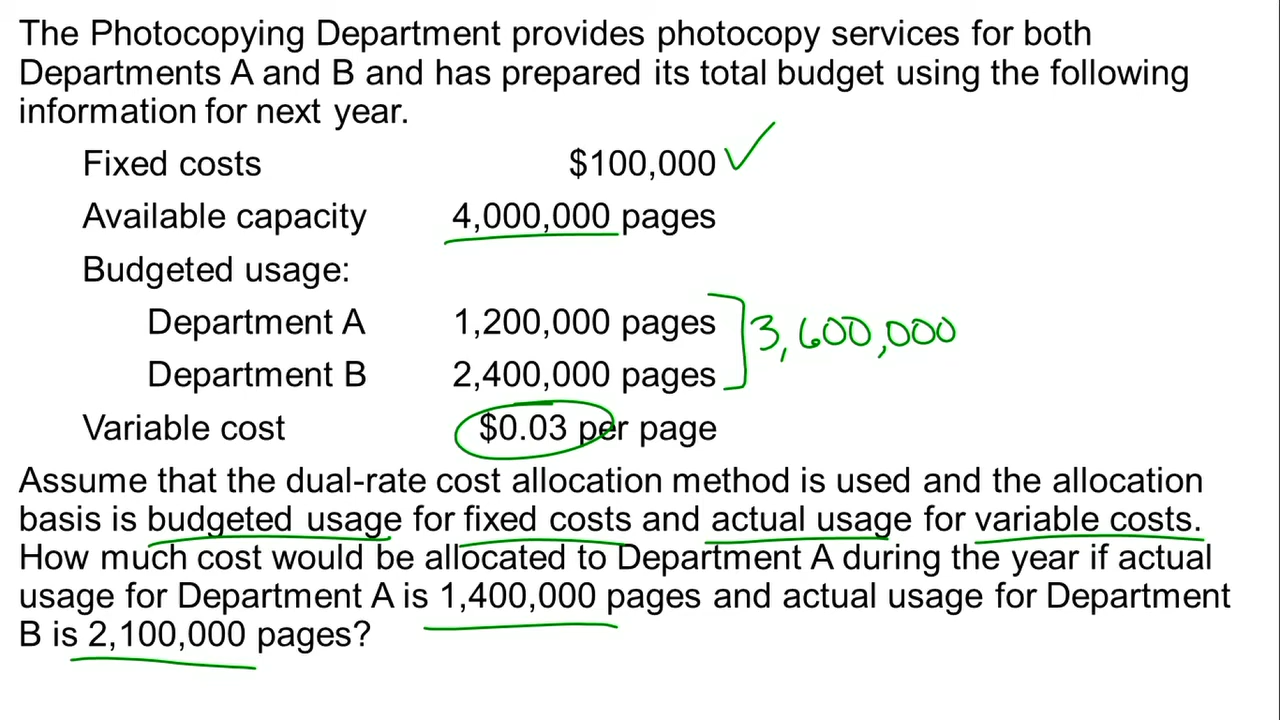 The Photocopying Department provides photocopy services for both
Departments A and B and has prepared its total budget using the following
information for next year.
Fixed costs $100,000
Available capacity 4,000,000 pages
Budgeted usage:
Department A 1,200,000 pages
3,600,000
Department B 2,400,000 pages
Variable cost $0.03 per page
Assume that the dual-rate cost allocation method is used and the allocation
basis is budgeted usage for fixed costs and actual usage for variable costs.
How much cost would be allocated to Department A during the year if actual
usage for Department A is 1,400,000 pages and actual usage for Department
B is 2,100,000 pages?